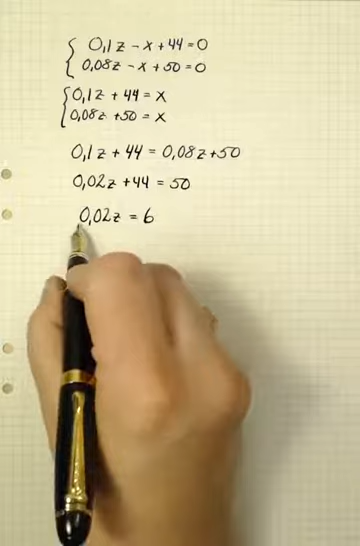 0,1z - x + 44 = 0
0,08z - x + 50 = 0
0,1z + 44 = x
0,08z + 50 = x
0,1z + 44 = 0,08z + 50
0,02z + 44 = 50
0,02z = 6